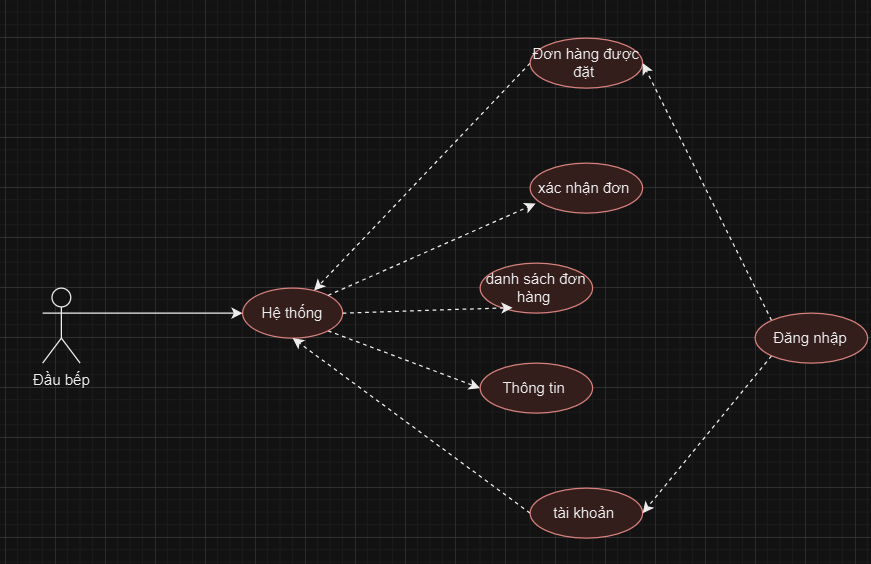 Đơn hàng được
đặt
xác nhận đơn
danh sách đơn
hàng
Hệ thống
Đăng nhập
Đầu bếp
Thông tin
tài khoản